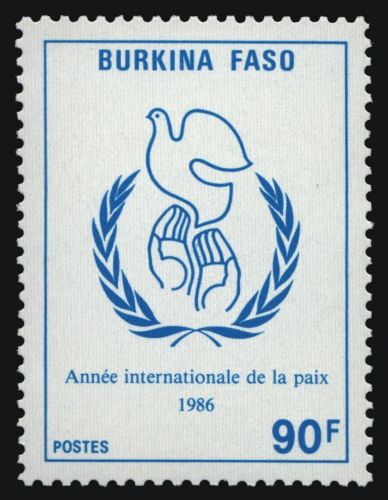 BURKINA FASO
Année internationale de la paix
1986
POSTES 90F